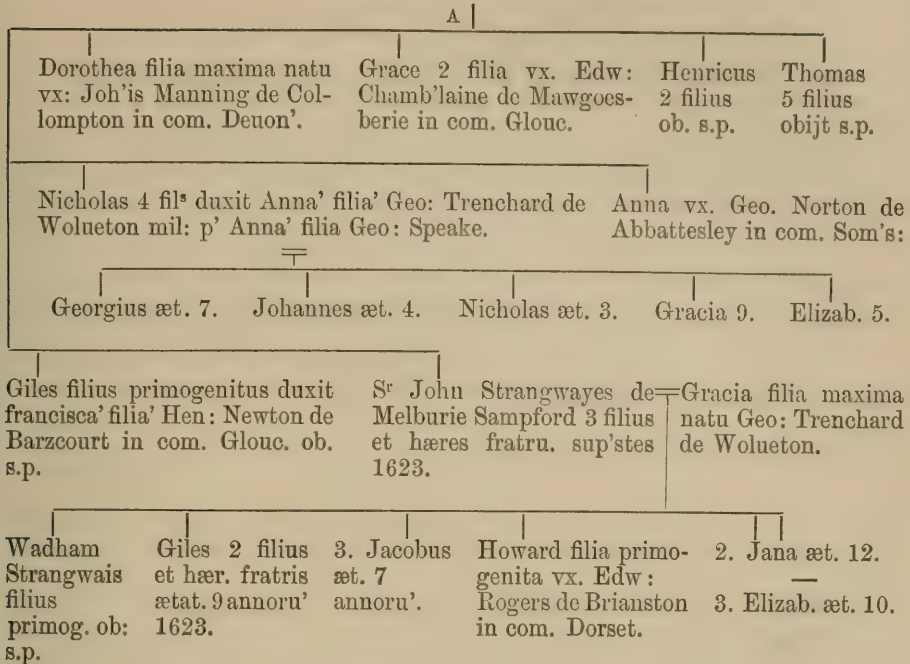 A
Dorothea filia maxima natu
vx: Joh'is Manning de Col-
lompton in com. Deuon'.
Grace 2 filia vx. Edw:
Chamb'laine de Mawgoes-
berie in com. Glouc.
Henricus
2 filius
ob. s.p.
Thomas
5 filius
obijt s.p.
Nicholas 4 filˢ duxit Anna' filia' Geo: Trenchard de
Wolueton mil: p' Anna' filia Geo: Speake.
Anna vx. Geo. Norton de
Abbattesley in com. Som's:
Georgius æt. 7.
Johannes æt. 4.
Nicholas æt. 3.
Gracia 9.
Elizab. 5.
Giles filius primogenitus duxit
francisca' filia' Hen: Newton de
Barzcourt in com. Glouc. ob.
s.p.
Sʳ John Strangwayes de
Melburie Sampford 3 filius
et hæres fratru. sup'stes
1623.
Gracia filia maxima
natu Geo: Trenchard
de Wolueton.
Wadham
Strangwais
filius
primog. ob:
s.p.
Giles 2 filius
et hær. fratris
ætat. 9 annoru'
1623.
3. Jacobus
æt. 7
annoru'.
Howard filia primo-
genita vx. Edw:
Rogers de Brianston
in com. Dorset.
2. Jana æt. 12.
3. Elizab. æt. 10.